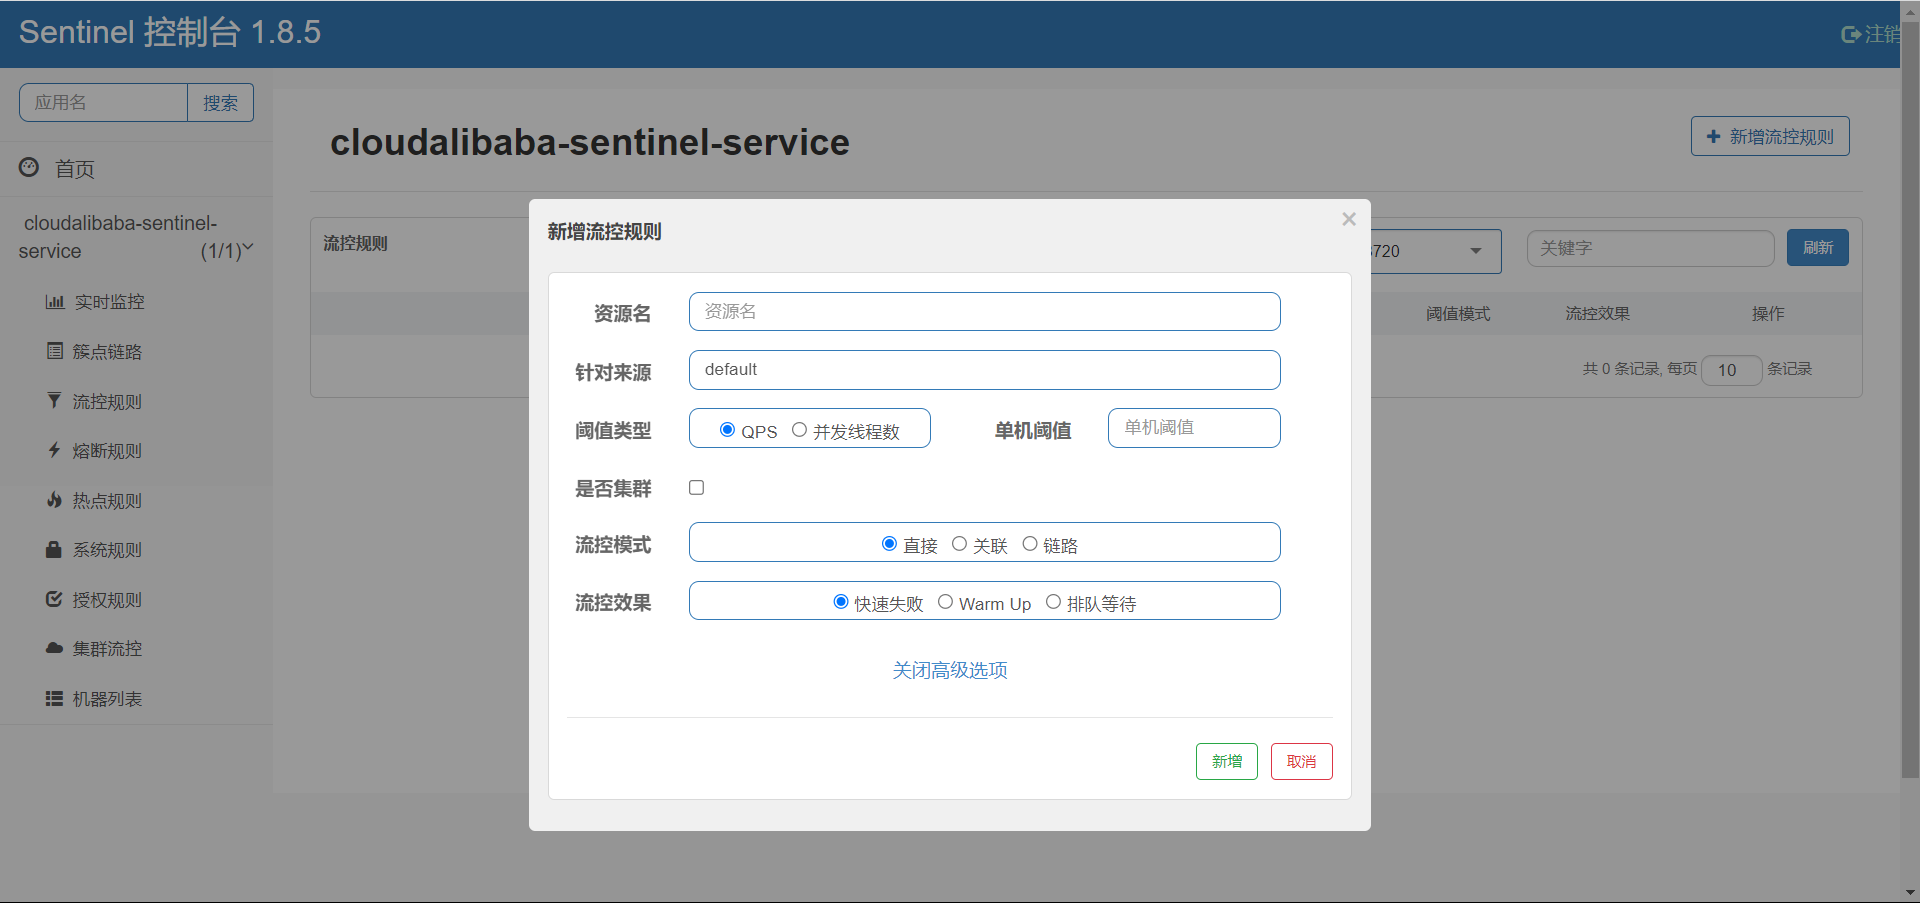 Sentinel 控制台 1.8.5
注销
应用名
搜索
首页
cloudalibaba-sentinel-
service (1/1)
实时监控
簇点链路
流控规则
熔断规则
热点规则
系统规则
授权规则
集群流控
机器列表
cloudalibaba-sentinel-service
新增流控规则
流控规则
关键字
刷新
阈值模式 流控效果 操作
共 0 条记录, 每页 10 条记录
新增流控规则
×
资源名 资源名
针对来源 default
阈值类型 QPS 并发线程数 单机阈值 单机阈值
是否集群
流控模式 直接 关联 链路
流控效果 快速失败 Warm Up 排队等待
关闭高级选项
新增 取消